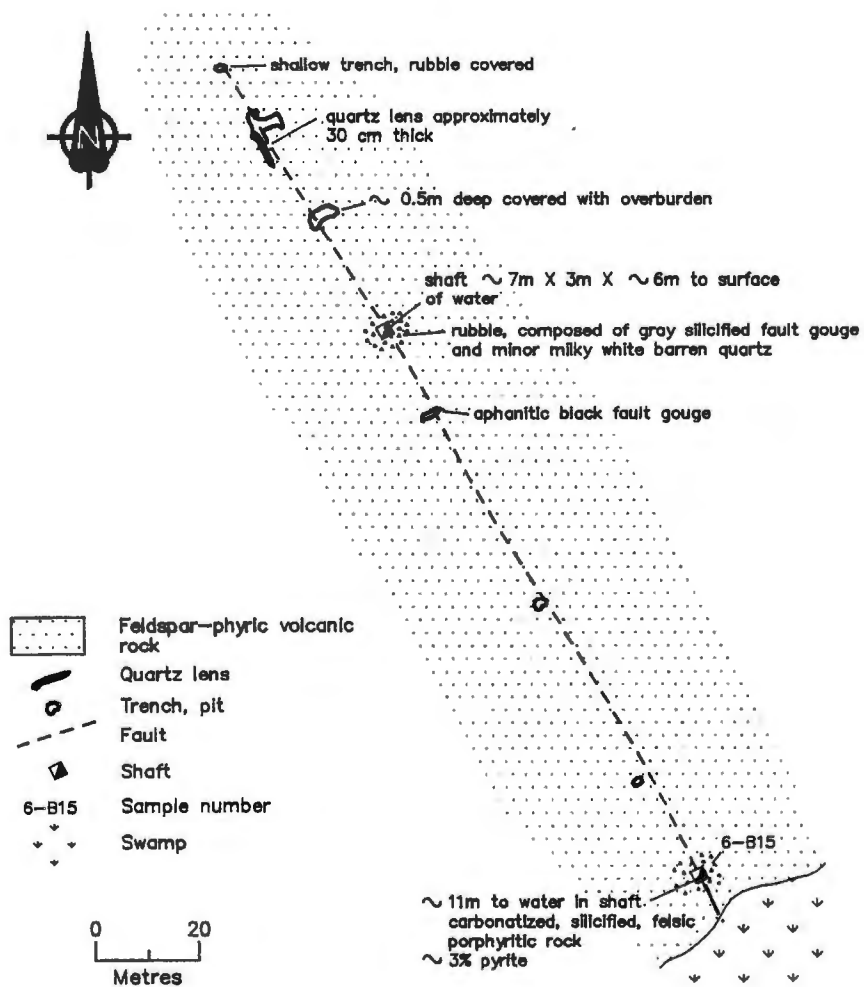 shallow trench, rubble covered
N
quartz lens approximately
30 cm thick
~ 0.5m deep covered with overburden
shaft ~ 7m X 3m X ~ 6m to surface
of water
rubble, composed of gray silicified fault gouge
and minor milky white barren quartz
aphanitic black fault gouge
Feldspar-phyric volcanic
rock
Quartz lens
Trench, pit
Fault
Shaft
6-B15 Sample number
Swamp
6-B15
~ 11m to water in shaft
carbonatized, silicified, felsic
porphyritic rock
~ 3% pyrite
0 20
Metres